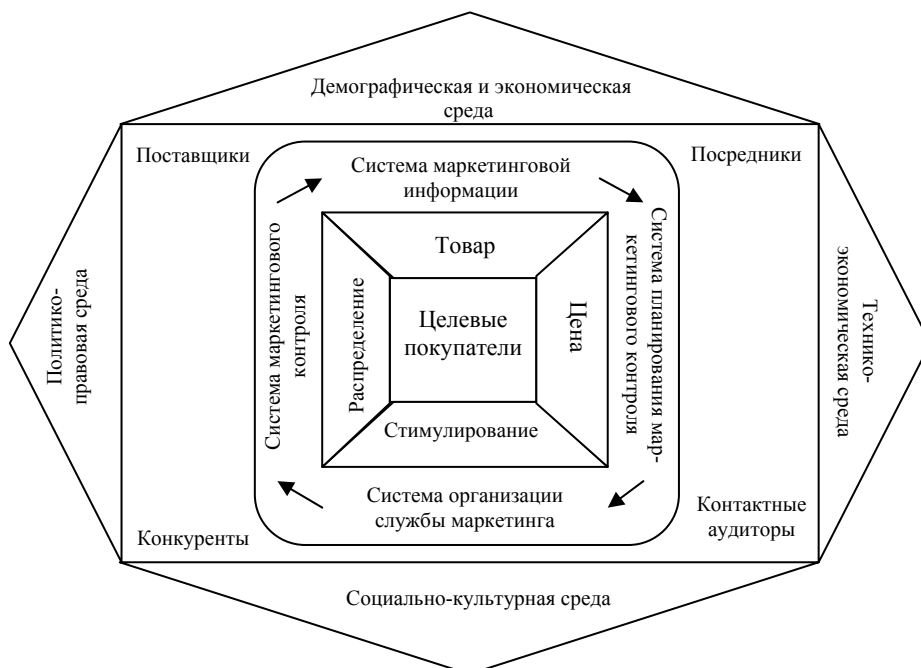 Демографическая и экономическая
среда
Поставщики
Посредники
Система маркетинговой
информации
Политико-
правовая среда
Система маркетингового
контроля
Распределение
Товар
Целевые
покупатели
Цена
Система планирования мар-
кетингового контроля
Технико-
экономическая среда
Стимулирование
Система организации
службы маркетинга
Конкуренты
Контактные
аудиторы
Социально-культурная среда